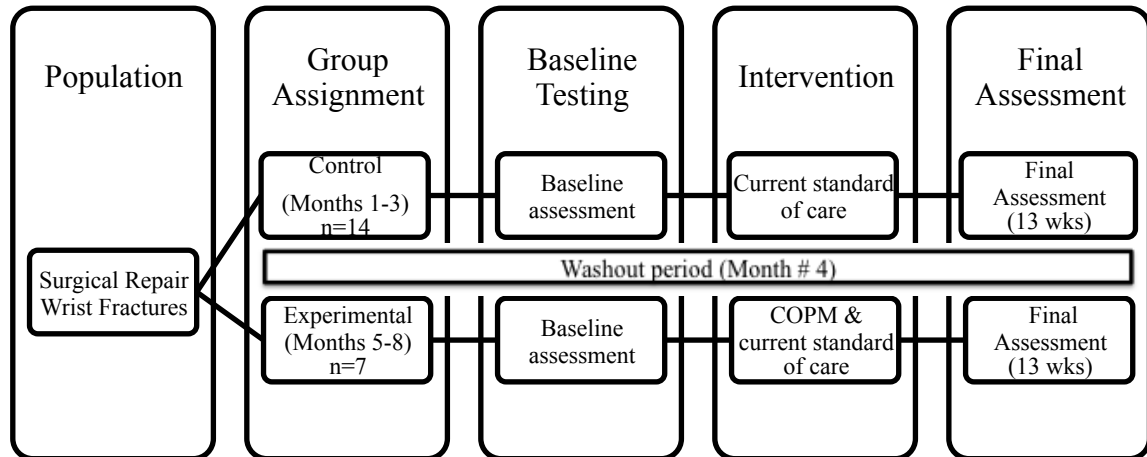 Population
Group
Assignment
Baseline
Testing
Intervention
Final
Assessment
Control
(Months 1-3)
n=14
Baseline
assessment
Current standard
of care
Final
Assessment
(13 wks)
Surgical Repair
Wrist Fractures
Washout period (Month # 4)
Experimental
(Months 5-8)
n=7
Baseline
assessment
COPM &
current standard
of care
Final
Assessment
(13 wks)